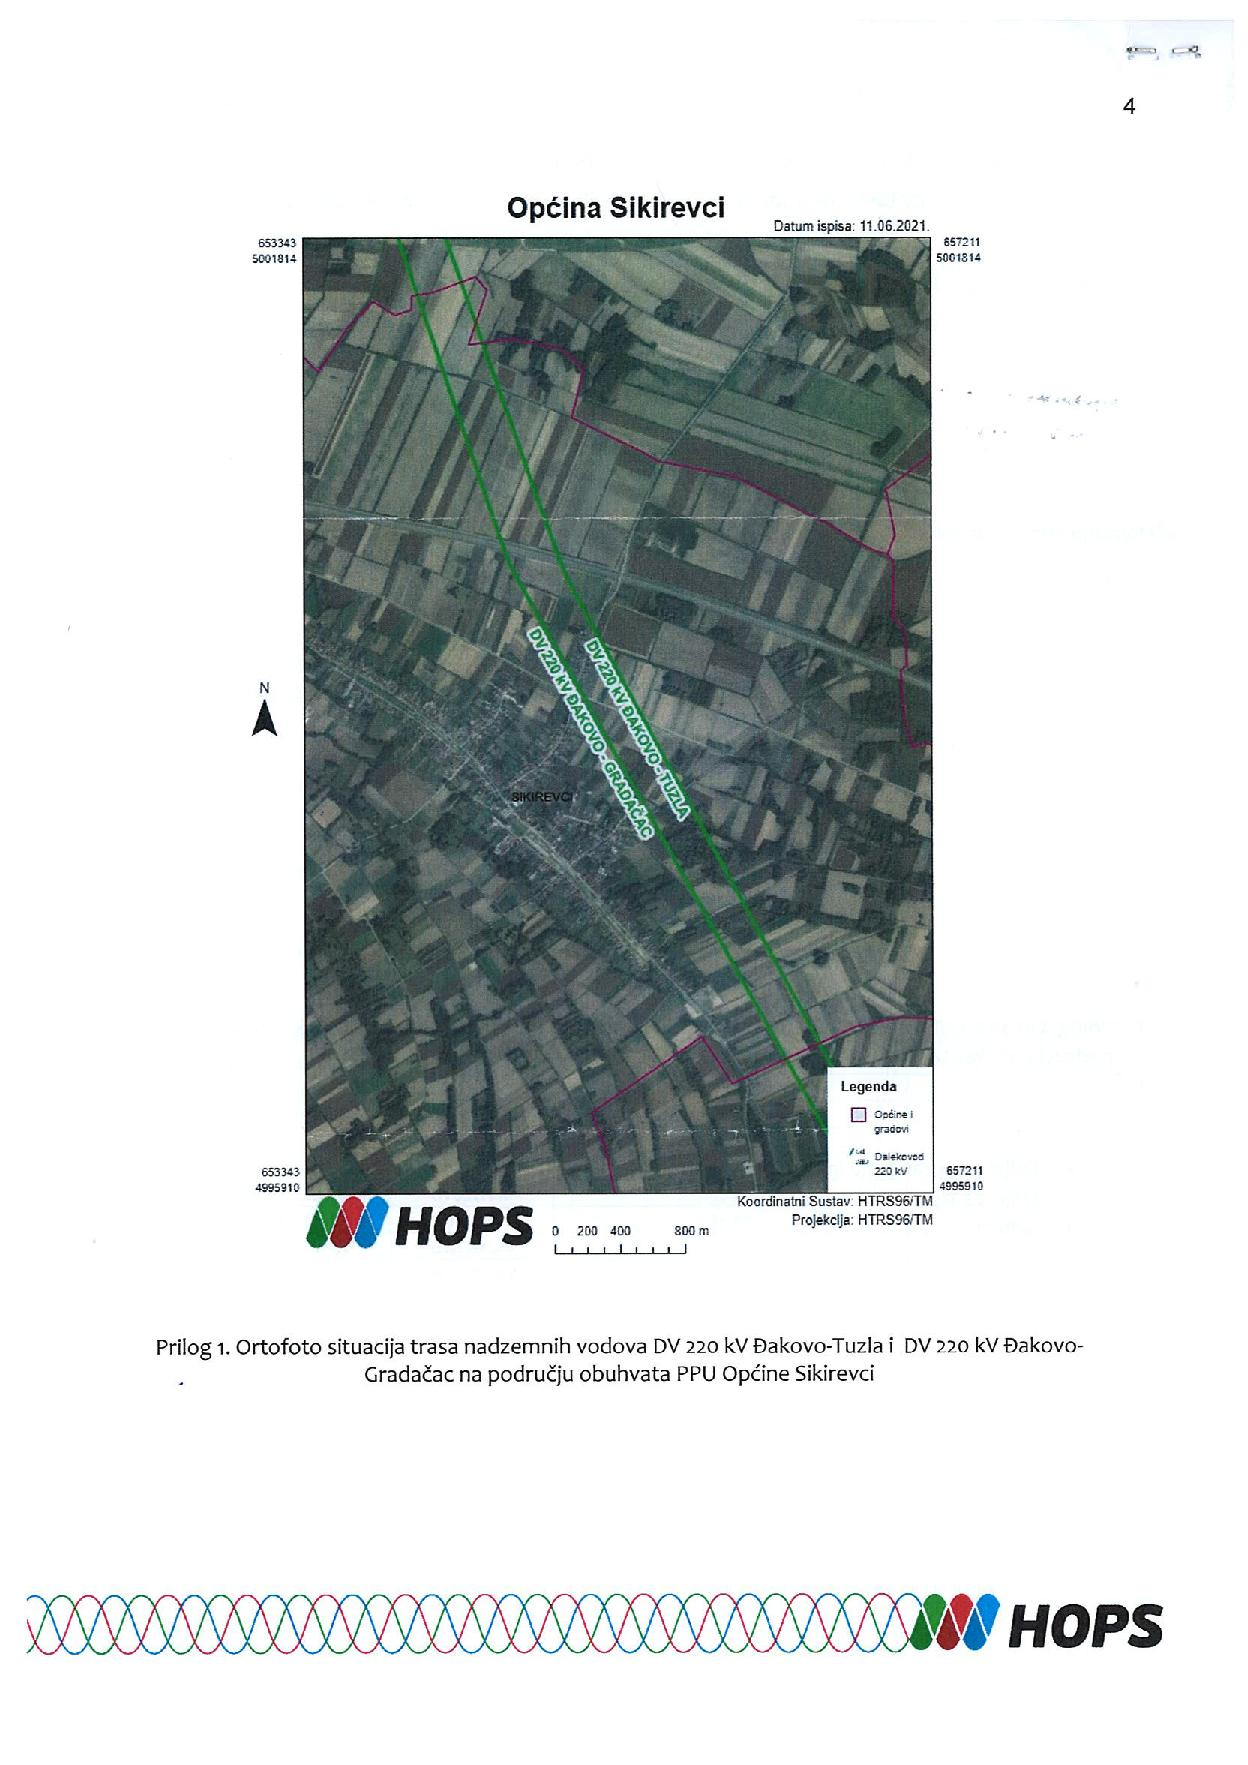 4
Općina Sikirevci
Datum ispisa: 11.06.2021.
653343
5001814
657211
5001814
DV 220 kV ĐAKOVO - GRADAČAC
DV 220 kV ĐAKOVO - TUZLA
N
SIKIREVCI
Legenda
Općine i
gradovi
Dalekovod
220 kV
653343
4995910
657211
4995910
Koordinatni Sustav: HTRS96/TM
Projekcija: HTRS96/TM
HOPS
0 200 400 800 m
Prilog 1. Ortofoto situacija trasa nadzemnih vodova DV 220 kV Đakovo-Tuzla i DV 220 kV Đakovo-
Gradačac na području obuhvata PPU Općine Sikirevci
HOPS